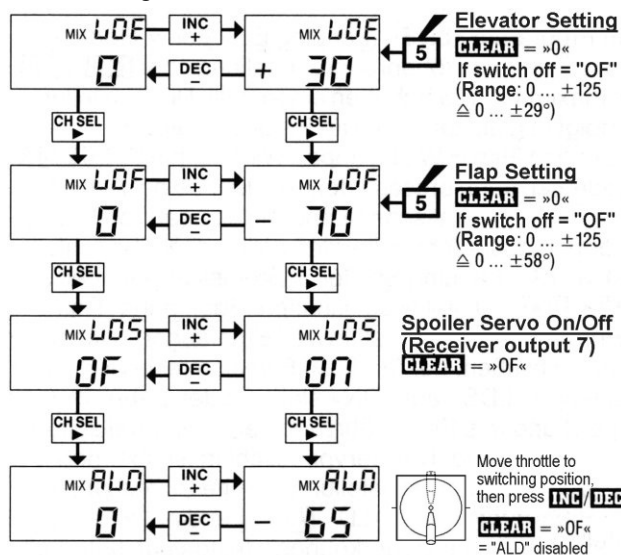 MIX LOE
0
INC
+
DEC
−
MIX LOE
+ 30
5
Elevator Setting
CLEAR = »0«
If switch off = "OF"
(Range: 0 ... ±125
≙ 0 ... ±29°)
CH SEL
▶
CH SEL
▶
MIX LOF
0
INC
+
DEC
−
MIX LOF
− 70
5
Flap Setting
CLEAR = »0«
If switch off = "OF"
(Range: 0 ... ±125
≙ 0 ... ±58°)
CH SEL
▶
CH SEL
▶
MIX LOS
OF
INC
+
DEC
−
MIX LOS
ON
Spoiler Servo On/Off
(Receiver output 7)
CLEAR = »OF«
CH SEL
▶
CH SEL
▶
MIX ALO
0
INC
+
DEC
−
MIX ALO
− 65
Move throttle to
switching position,
then press INC/DEC
CLEAR = »OF«
= "ALD" disabled